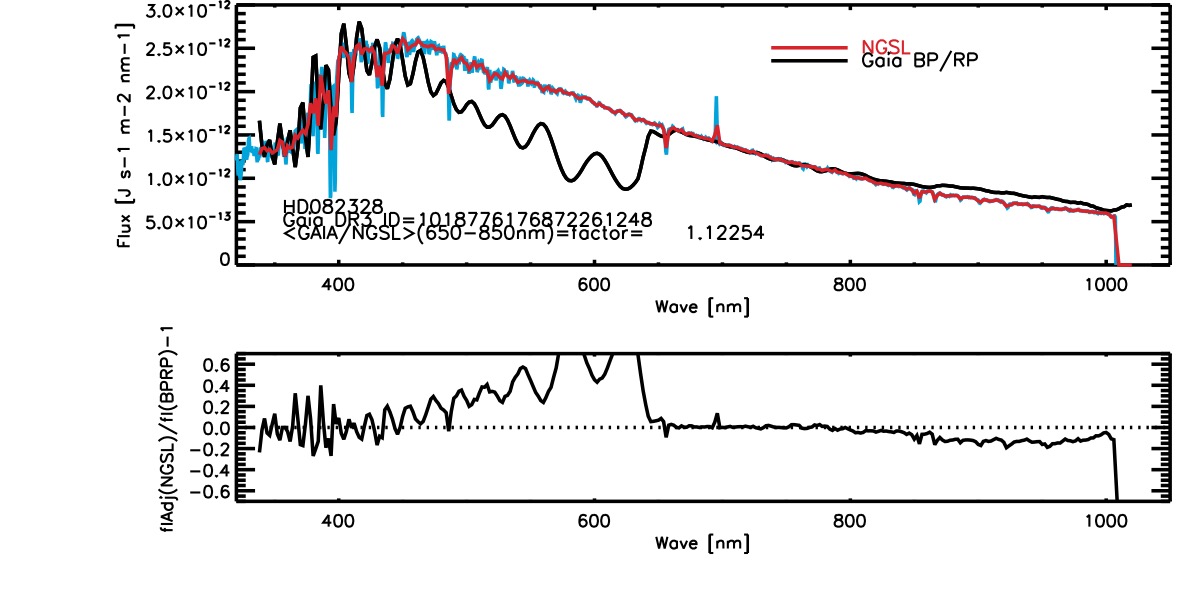 3.0×10−12
2.5×10−12
2.0×10−12
1.5×10−12
1.0×10−12
5.0×10−13
0
Flux [J s−1 m−2 nm−1]
NGSL
Gaia BP/RP
HD082328
Gaia DR3 ID=1018776176872261248
<GAIA/NGSL>(650−850nm)=factor= 1.12254
400 600 800 1000
Wave [nm]
0.6
0.4
0.2
0.0
−0.2
−0.4
−0.6
flAdj(NGSL)/fl(BPRP)−1
400 600 800 1000
Wave [nm]